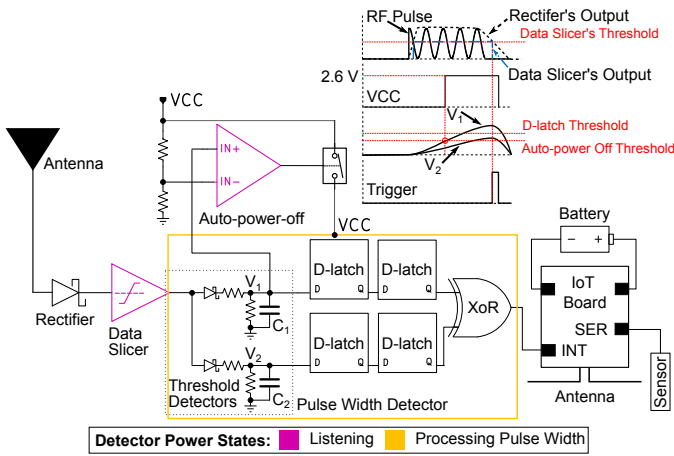 RF Pulse
Rectifer's Output
Data Slicer's Threshold
Data Slicer's Output
2.6 V
VCC
V1
D-latch Threshold
Auto-power Off Threshold
V2
Trigger
VCC
Antenna
IN+
IN−
Auto-power-off
VCC
Battery
− +
IoT
Board
SER
INT
Antenna
Sensor
Rectifier
Data
Slicer
V1
C1
V2
C2
Threshold
Detectors
D-latch
D Q
D-latch
D Q
D-latch
D Q
D-latch
D Q
XoR
Pulse Width Detector
Detector Power States: Listening Processing Pulse Width